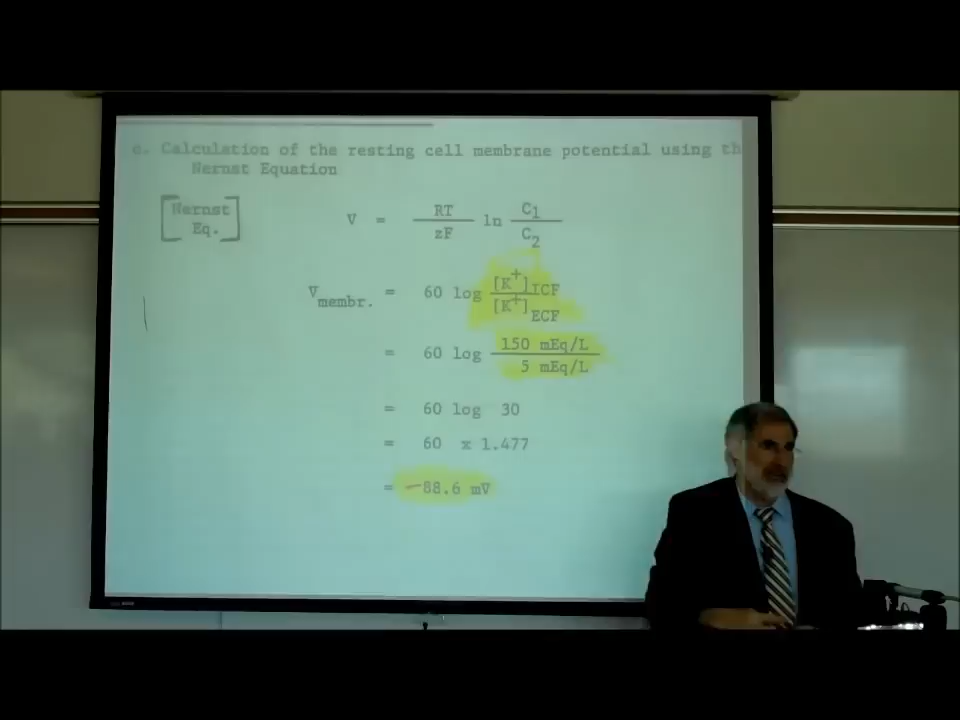 c. Calculation of the resting cell membrane potential using th
Nernst Equation
[Nernst Eq.] V = RT/zF ln C1/C2
Vmembr. = 60 log [K+]ICF/[K+]ECF
= 60 log 150 mEq/L / 5 mEq/L
= 60 log 30
= 60 x 1.477
= -88.6 mV